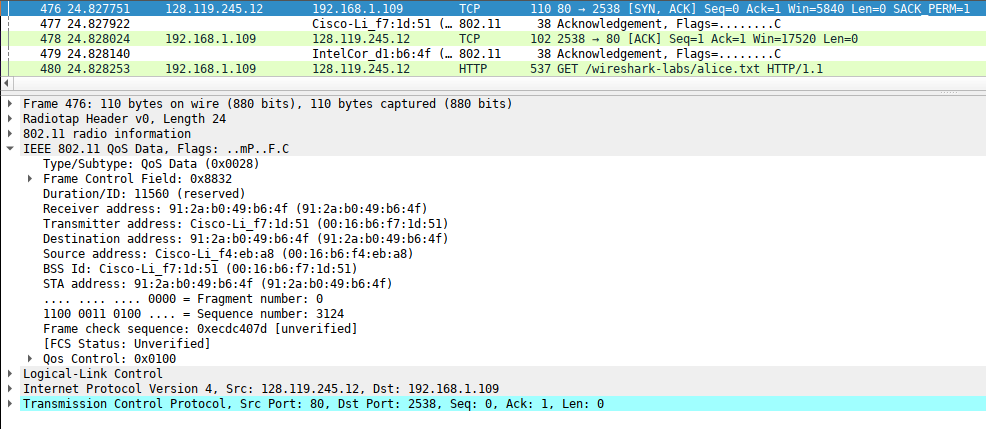 476 24.827751 128.119.245.12 192.168.1.109 TCP 110 80 → 2538 [SYN, ACK] Seq=0 Ack=1 Win=5840 Len=0 SACK_PERM=1
477 24.827922 Cisco-Li_f7:1d:51 (… 802.11 38 Acknowledgement, Flags=........C
478 24.828024 192.168.1.109 128.119.245.12 TCP 102 2538 → 80 [ACK] Seq=1 Ack=1 Win=17520 Len=0
479 24.828140 IntelCor_d1:b6:4f (… 802.11 38 Acknowledgement, Flags=........C
480 24.828253 192.168.1.109 128.119.245.12 HTTP 537 GET /wireshark-labs/alice.txt HTTP/1.1
Frame 476: 110 bytes on wire (880 bits), 110 bytes captured (880 bits)
Radiotap Header v0, Length 24
802.11 radio information
IEEE 802.11 QoS Data, Flags: ..mP..F.C
Type/Subtype: QoS Data (0x0028)
Frame Control Field: 0x8832
Duration/ID: 11560 (reserved)
Receiver address: 91:2a:b0:49:b6:4f (91:2a:b0:49:b6:4f)
Transmitter address: Cisco-Li_f7:1d:51 (00:16:b6:f7:1d:51)
Destination address: 91:2a:b0:49:b6:4f (91:2a:b0:49:b6:4f)
Source address: Cisco-Li_f4:eb:a8 (00:16:b6:f4:eb:a8)
BSS Id: Cisco-Li_f7:1d:51 (00:16:b6:f7:1d:51)
STA address: 91:2a:b0:49:b6:4f (91:2a:b0:49:b6:4f)
.... .... .... 0000 = Fragment number: 0
1100 0011 0100 .... = Sequence number: 3124
Frame check sequence: 0xecdc407d [unverified]
[FCS Status: Unverified]
Qos Control: 0x0100
Logical-Link Control
Internet Protocol Version 4, Src: 128.119.245.12, Dst: 192.168.1.109
Transmission Control Protocol, Src Port: 80, Dst Port: 2538, Seq: 0, Ack: 1, Len: 0